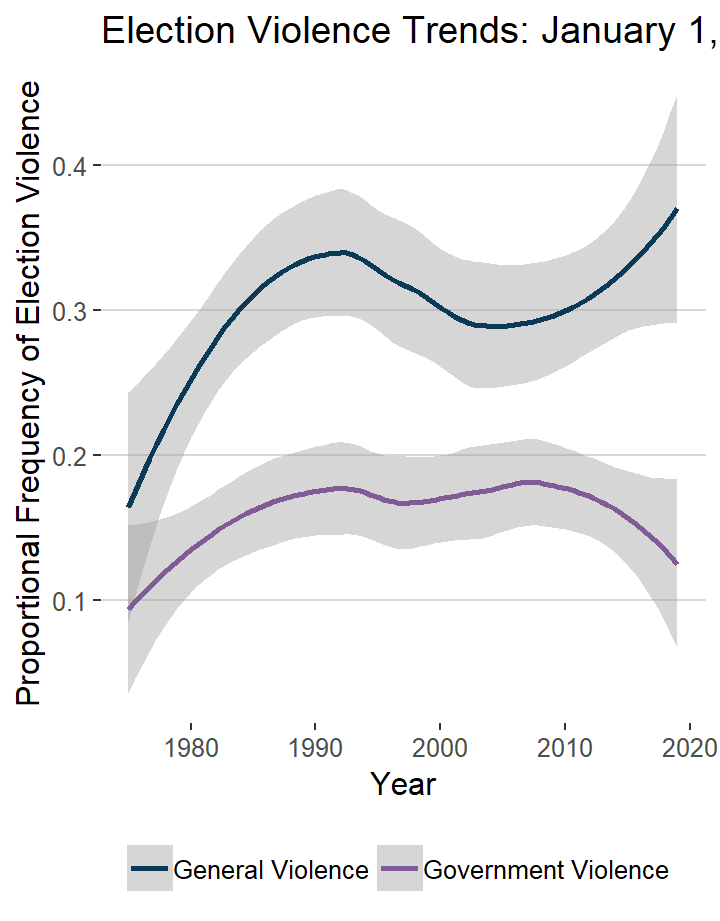 Election Violence Trends: January 1,
Proportional Frequency of Election Violence
0.4
0.3
0.2
0.1
1980 1990 2000 2010 2020
Year
General Violence Government Violence